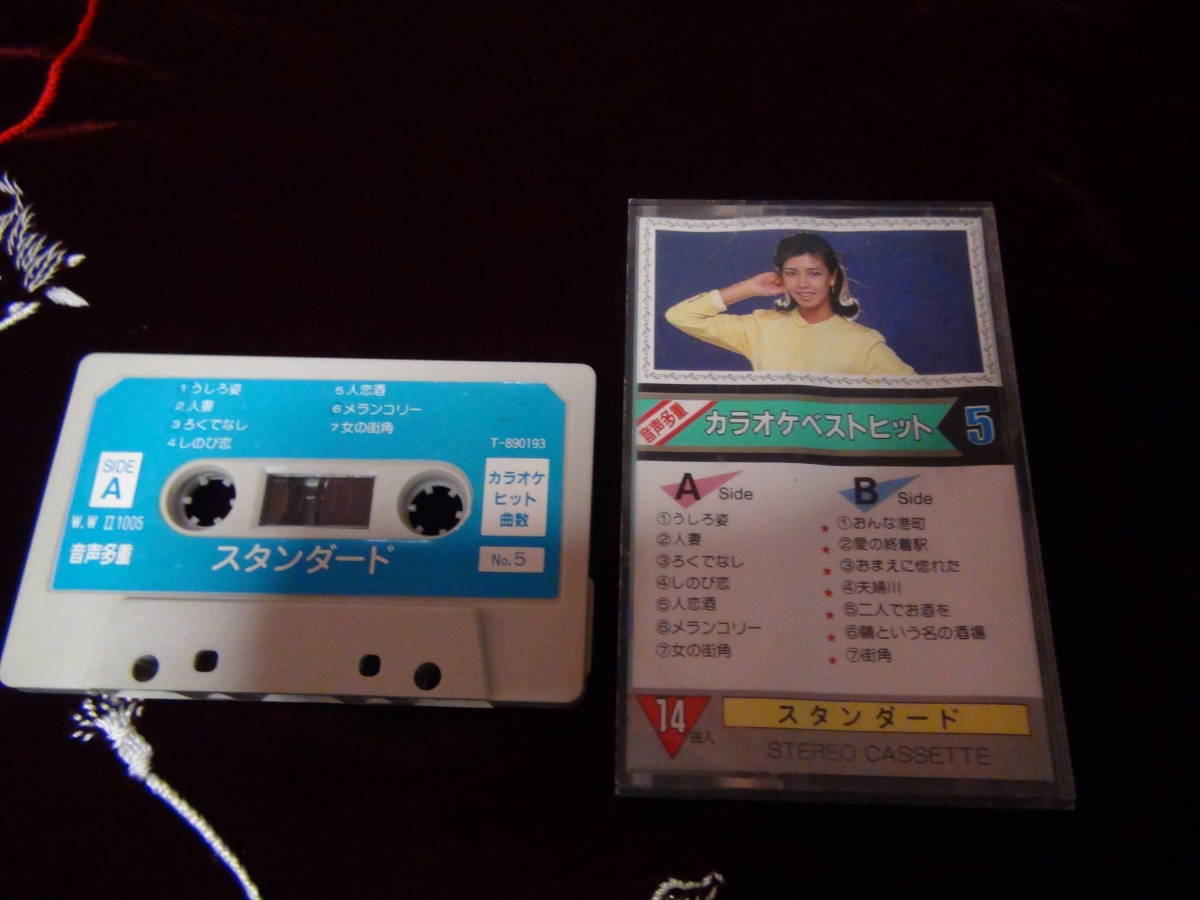 1 うしろ姿
2 人妻
3 ろくでなし
4 しのび恋
5 人恋酒
6 メランコリー
7 女の街角
T-890193
SIDE
A
W.W Ⅱ 1005
音声多重
スタンダード
カラオケ
ヒット
曲数
No.5
音声多重
カラオケベストヒット
5
A Side
①うしろ姿
②人妻
③ろくでなし
④しのび恋
⑤人恋酒
⑥メランコリー
⑦女の街角
B Side
★ ①おんな港町
★ ②愛の終着駅
★ ③おまえに惚れた
★ ④夫婦川
★ ⑤二人でお酒を
★ ⑥鷗という名の酒場
★ ⑦街角
14
曲入
スタンダード
STEREO CASSETTE